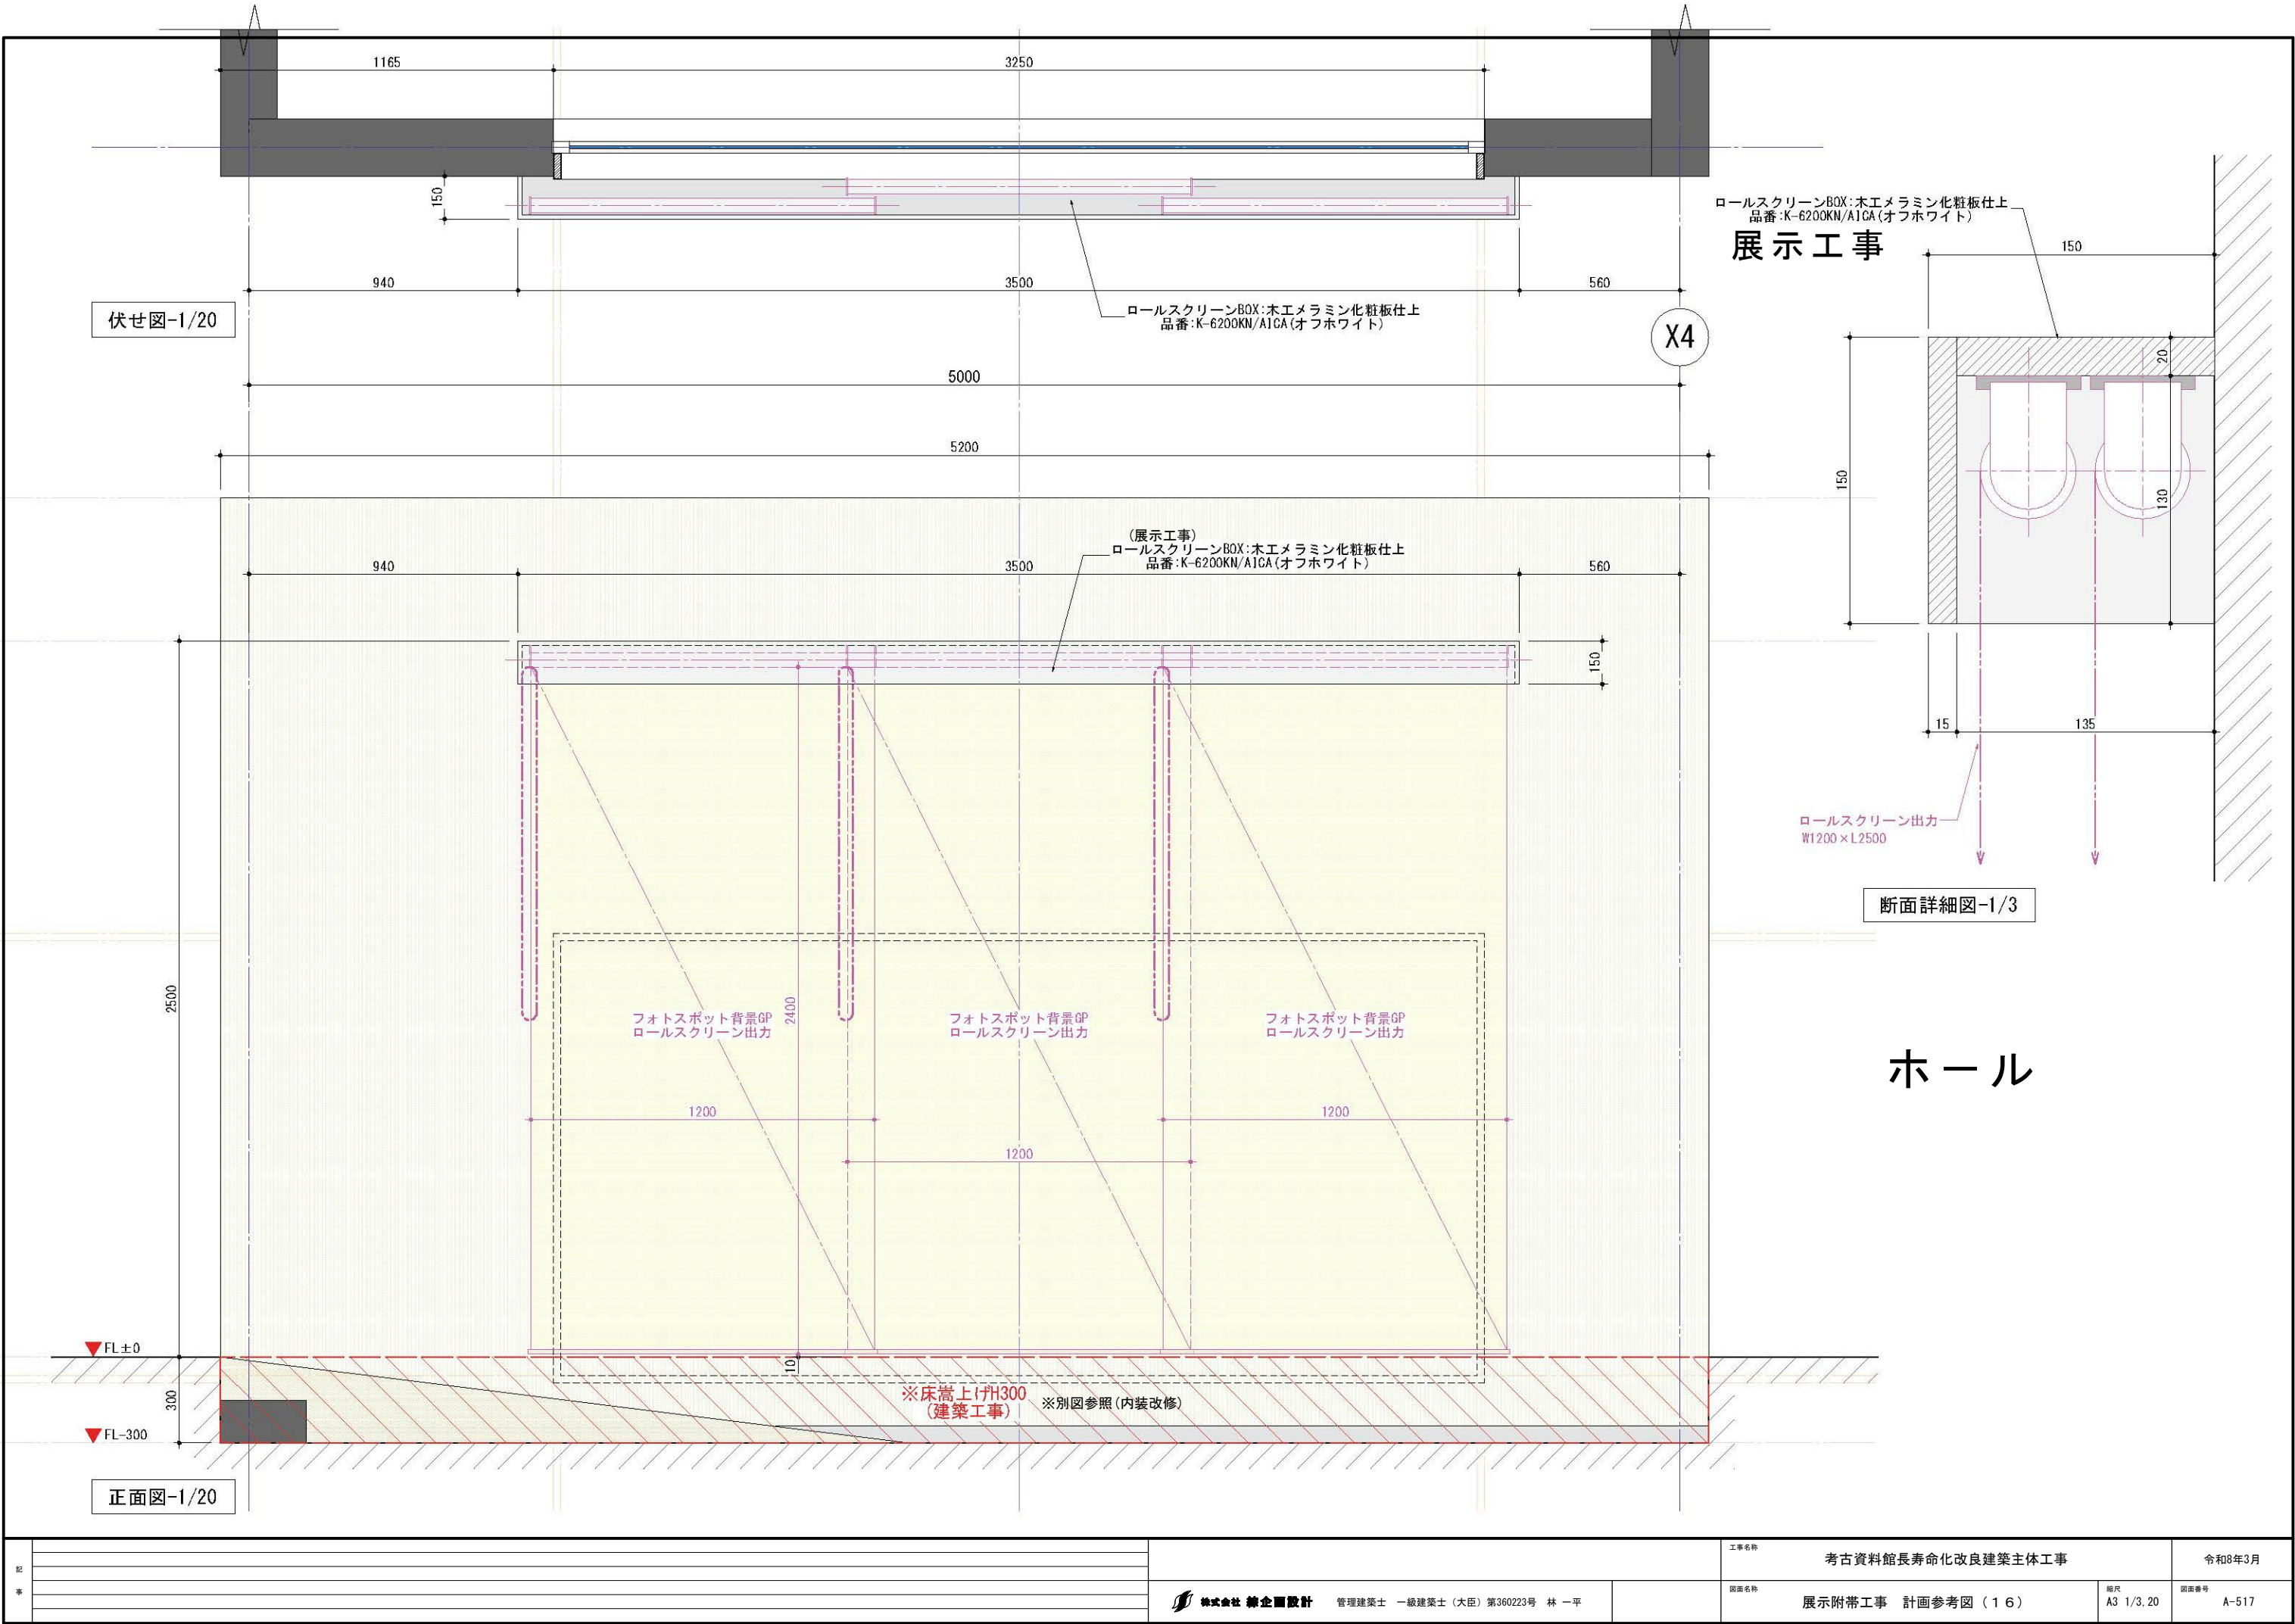 1165
3250
150
940
3500
560
ロールスクリーンBOX:木工メラミン化粧板仕上
品番:K-6200KN/AICA(オフホワイト)
伏せ図-1/20
X4
5000
5200
ロールスクリーンBOX:木工メラミン化粧板仕上
品番:K-6200KN/AICA(オフホワイト)
展示工事
150
20
150
130
15
135
ロールスクリーン出力
W1200×L2500
断面詳細図-1/3
ホール
(展示工事)
ロールスクリーンBOX:木工メラミン化粧板仕上
品番:K-6200KN/AICA(オフホワイト)
940
3500
560
150
2500
2400
フォトスポット背景GP
ロールスクリーン出力
フォトスポット背景GP
ロールスクリーン出力
フォトスポット背景GP
ロールスクリーン出力
1200
1200
1200
FL±0
10
300
※床嵩上げH300
(建築工事)
※別図参照(内装改修)
FL-300
正面図-1/20
記事
株式会社
管理建築士 一級建築士(大臣)第360223号 林 一平
工事名称
考古資料館長寿命化改良建築主体工事
令和8年3月
図面名称
展示附帯工事 計画参考図(16)
縮尺
A3 1/3,20
図面番号
A-517